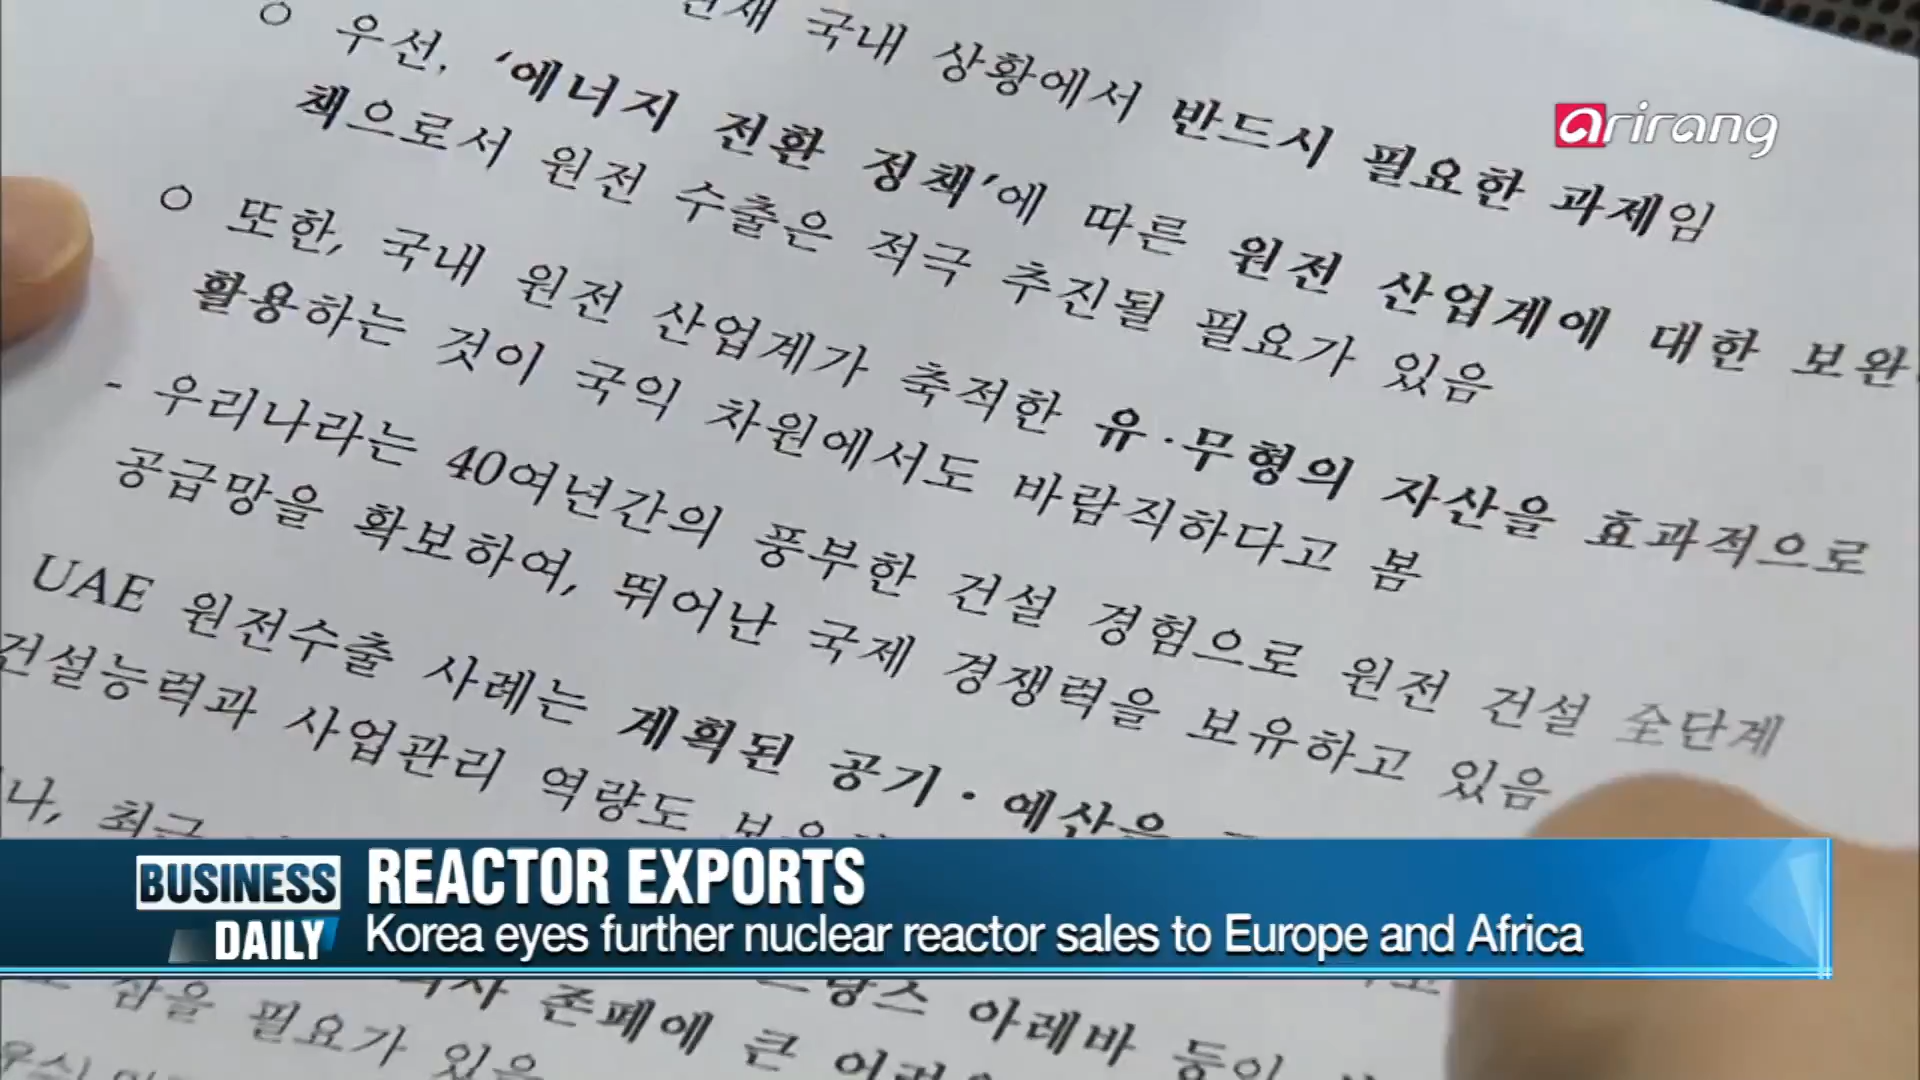 국내 상황에서 반드시 필요한 과제임
arirang
○ 우선, ‘에너지 전환 정책’에 따른 원전 산업계에 대한 보완
책으로서 원전 수출은 적극 추진될 필요가 있음
○ 또한, 국내 원전 산업계가 축적한 유·무형의 자산을 효과적으로
활용하는 것이 국익 차원에서도 바람직하다고 봄
- 우리나라는 40여년간의 풍부한 건설 경험으로 원전 건설 全단계
공급망을 확보하여, 뛰어난 국제 경쟁력을 보유하고 있음
UAE 원전수출 사례는 계획된 공기·예산을
건설능력과 사업관리 역량도
최근
BUSINESS DAILY
REACTOR EXPORTS
Korea eyes further nuclear reactor sales to Europe and Africa
아레바 등이
존폐에 큰
삼을 필요가 있음